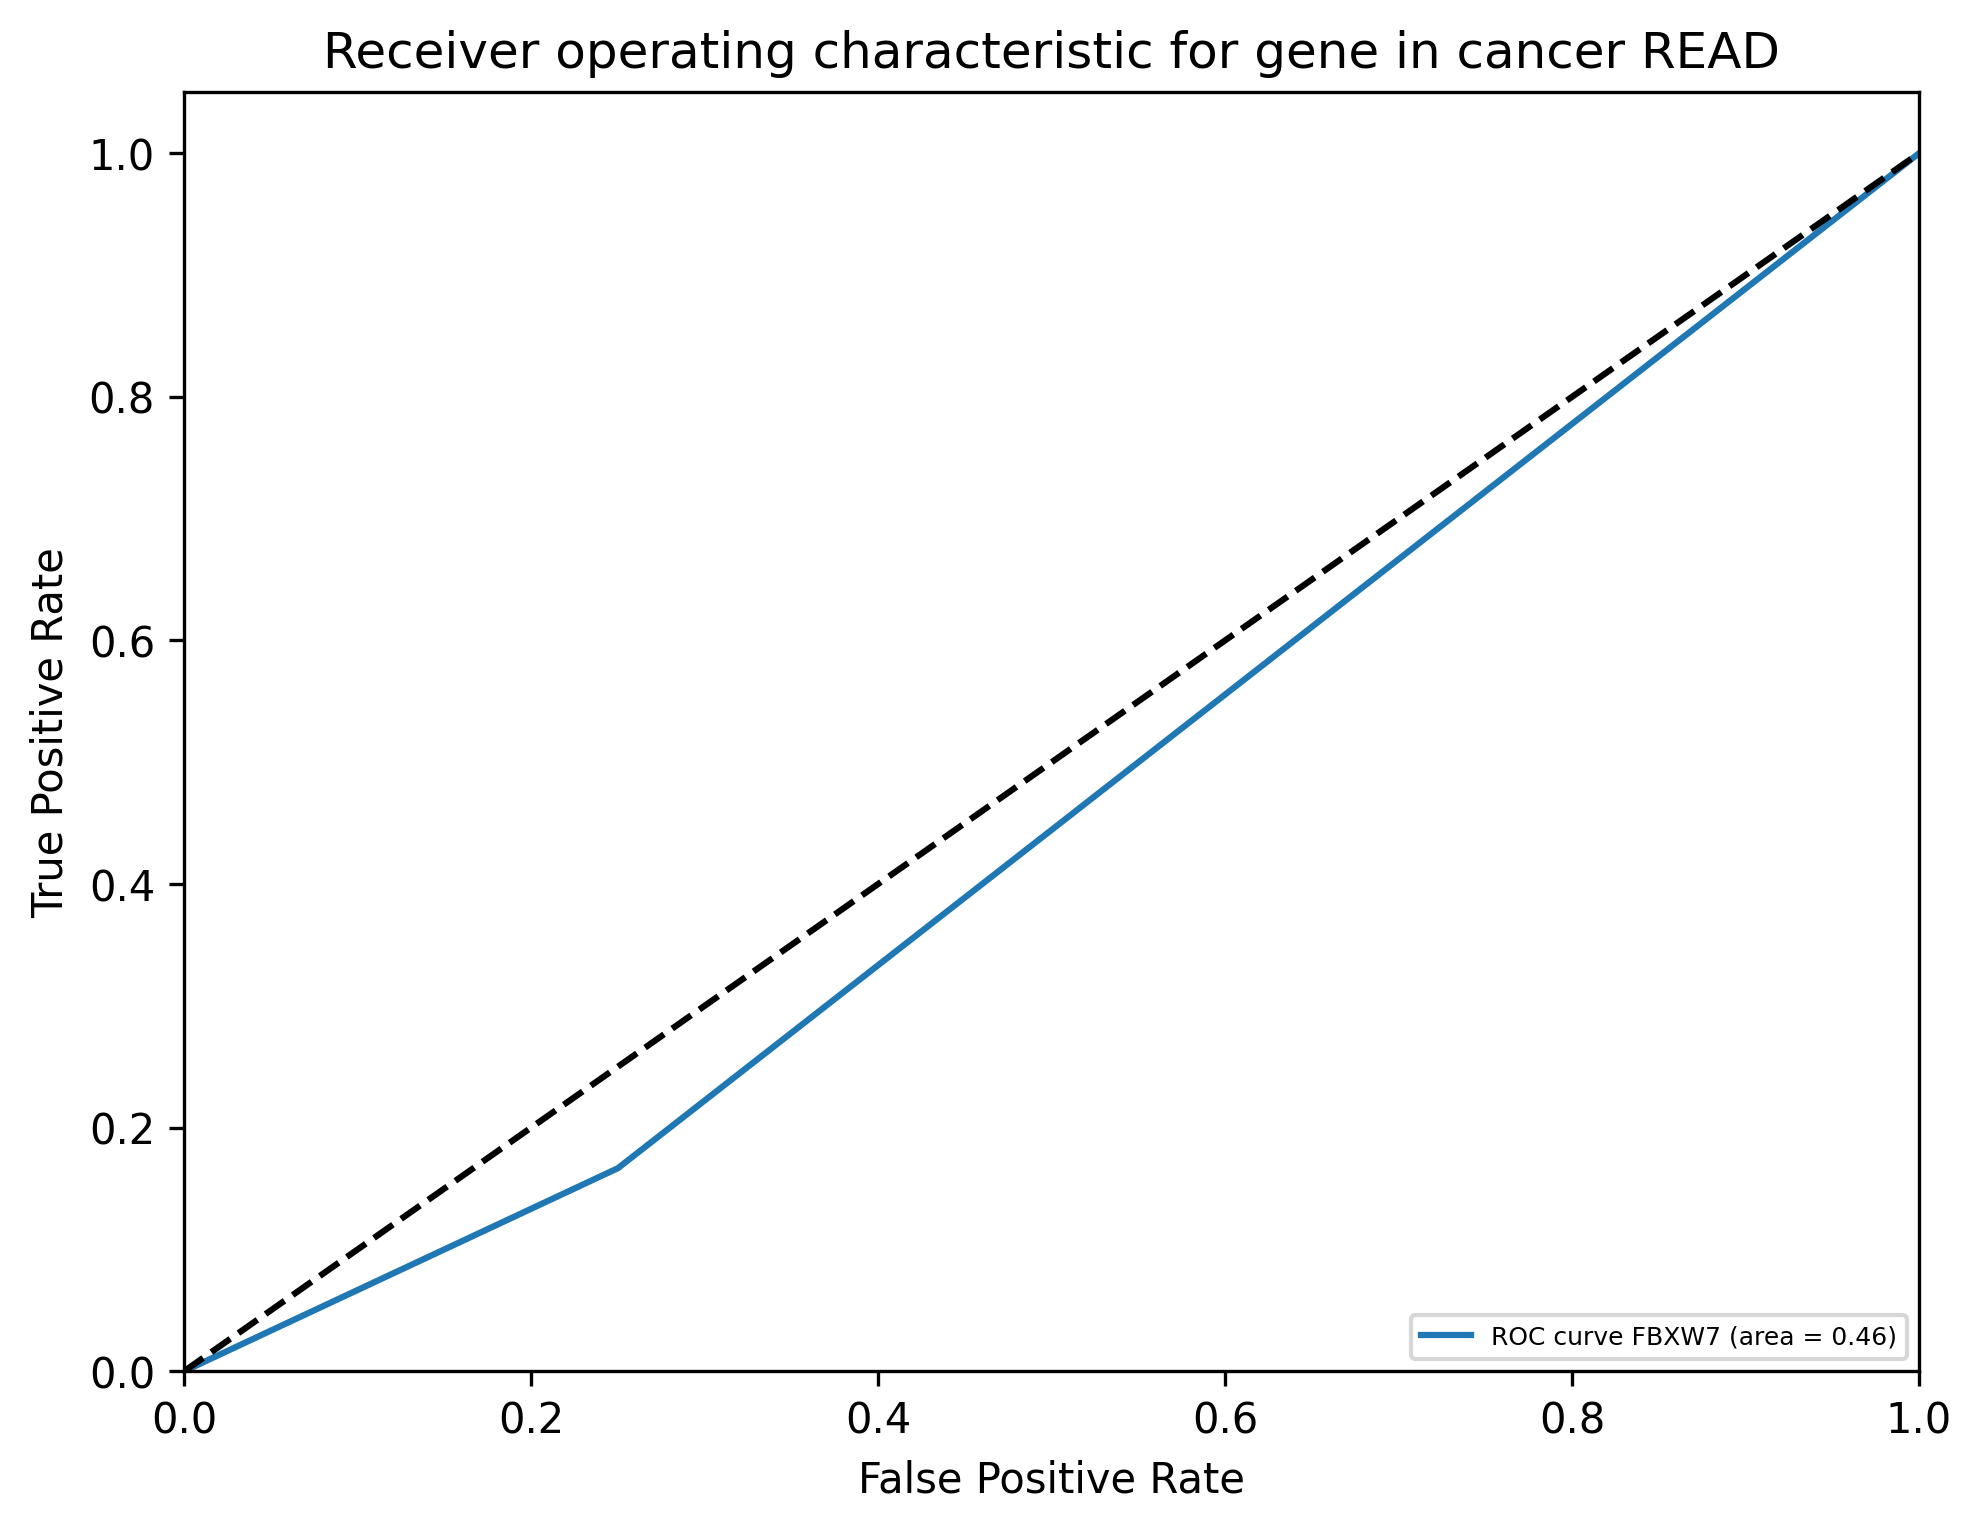 Receiver operating characteristic for gene in cancer READ
1.0
0.8
0.6
0.4
0.2
0.0
True Positive Rate
ROC curve FBXW7 (area = 0.46)
0.0 0.2 0.4 0.6 0.8 1.0
False Positive Rate